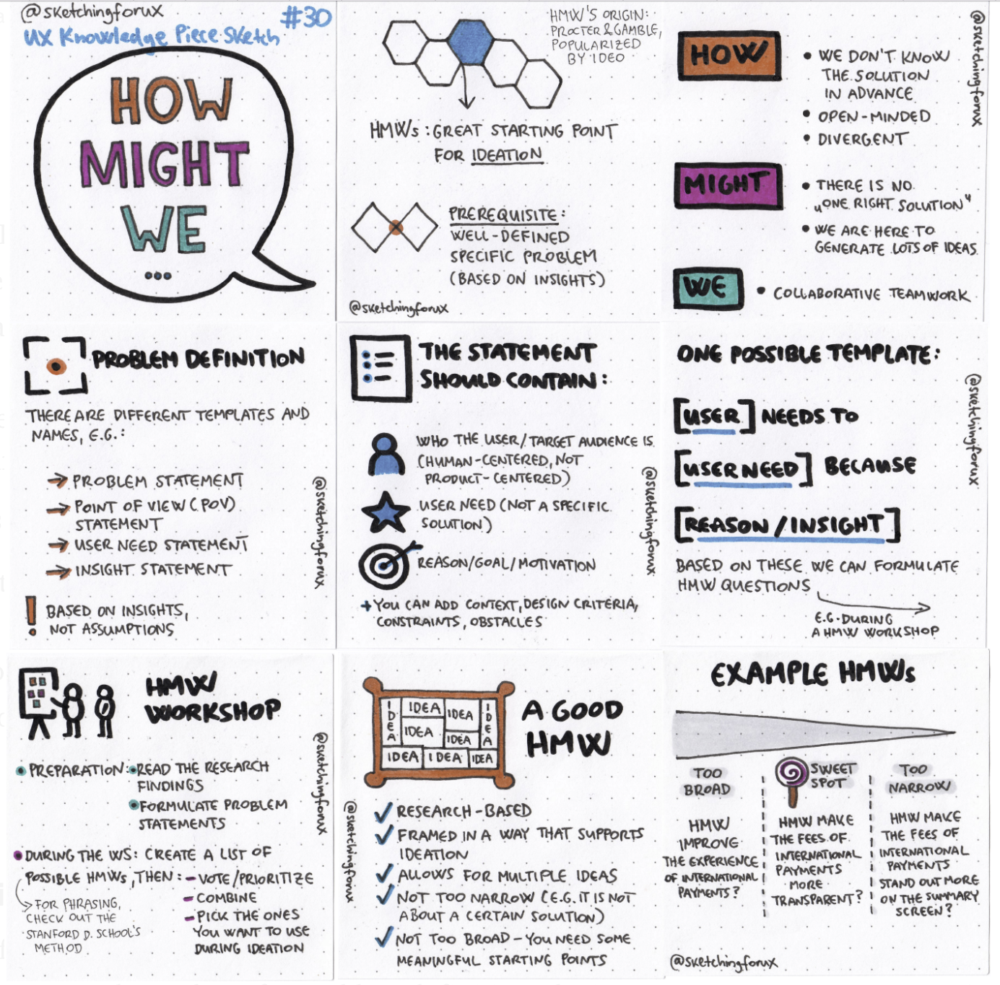 @sketchingforux
#30
UX Knowledge Piece Sketch
HOW
MIGHT
WE
...
HMW'S ORIGIN:
PROCTER & GAMBLE,
POPULARIZED
BY IDEO
HMWs: GREAT STARTING POINT
FOR IDEATION
PREREQUISITE:
WELL-DEFINED
SPECIFIC PROBLEM
(BASED ON INSIGHTS)
@sketchingforux
@sketchingforux
HOW
• WE DON'T KNOW
THE SOLUTION
IN ADVANCE
• OPEN-MINDED
• DIVERGENT
MIGHT
• THERE IS NO
„ONE RIGHT SOLUTION"
• WE ARE HERE TO
GENERATE LOTS OF IDEAS
WE
• COLLABORATIVE TEAMWORK
PROBLEM DEFINITION
THERE ARE DIFFERENT TEMPLATES AND
NAMES, E.G.:
→ PROBLEM STATEMENT
→ POINT OF VIEW (POV)
STATEMENT
→ USER NEED STATEMENT
→ INSIGHT STATEMENT
! BASED ON INSIGHTS,
NOT ASSUMPTIONS
@sketchingforux
THE STATEMENT
SHOULD CONTAIN:
WHO THE USER/TARGET AUDIENCE IS
(HUMAN-CENTERED, NOT
PRODUCT-CENTERED)
USER NEED (NOT A SPECIFIC
SOLUTION)
REASON/GOAL/MOTIVATION
+ YOU CAN ADD CONTEXT, DESIGN CRITERIA,
CONSTRAINTS, OBSTACLES
@sketchingforux
ONE POSSIBLE TEMPLATE:
[USER] NEEDS TO
[USER NEED] BECAUSE
[REASON/INSIGHT]
BASED ON THESE WE CAN FORMULATE
HMW QUESTIONS
E.G. DURING
A HMW WORKSHOP
@sketchingforux
HMW
WORKSHOP
• PREPARATION: • READ THE RESEARCH
FINDINGS
• FORMULATE PROBLEM
STATEMENTS
• DURING THE WS: CREATE A LIST OF
POSSIBLE HMWs, THEN: - VOTE/PRIORITIZE
- COMBINE
- PICK THE ONES
YOU WANT TO USE
DURING IDEATION
FOR PHRASING,
CHECK OUT THE
STANFORD D. SCHOOL'S
METHOD
@sketchingforux
IDEA
IDEA
IDEA
IDEA
IDEA
IDEA
IDEA
IDEA
IDEA
A GOOD
HMW
✓ RESEARCH-BASED
✓ FRAMED IN A WAY THAT SUPPORTS
IDEATION
✓ ALLOWS FOR MULTIPLE IDEAS
✓ NOT TOO NARROW (E.G. IT IS NOT
ABOUT A CERTAIN SOLUTION)
✓ NOT TOO BROAD - YOU NEED SOME
MEANINGFUL STARTING POINTS
@sketchingforux
EXAMPLE HMWs
TOO
BROAD
HMW
IMPROVE
THE EXPERIENCE
OF INTERNATIONAL
PAYMENTS?
SWEET
SPOT
HMW MAKE
THE FEES OF
INTERNATIONAL
PAYMENTS
MORE
TRANSPARENT?
TOO
NARROW
HMW MAKE
THE FEES OF
INTERNATIONAL
PAYMENTS
STAND OUT MORE
ON THE SUMMARY
SCREEN?
@sketchingforux